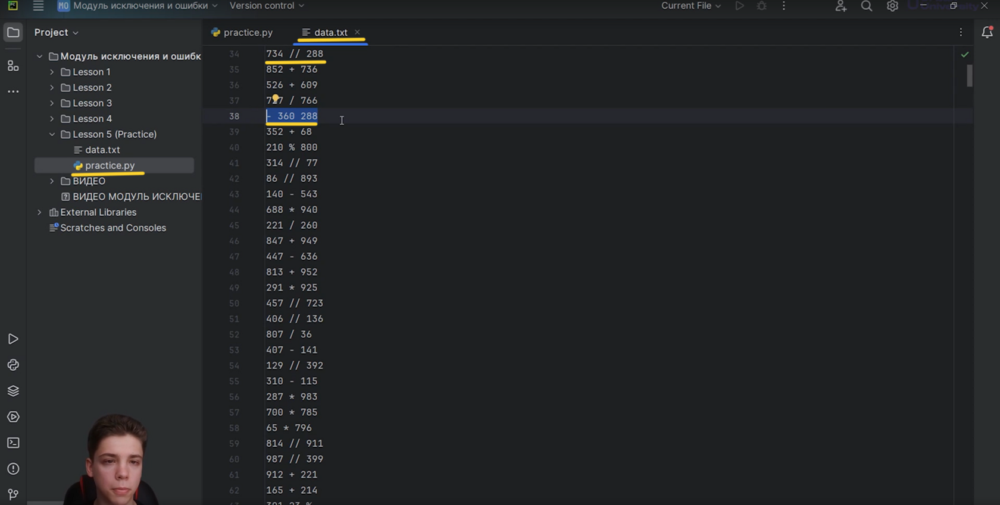 PC MO Модуль исключения и ошибки Version control Current File
Project
practice.py
data.txt
Модуль исключения и ошибк
Lesson 1
Lesson 2
Lesson 3
Lesson 4
Lesson 5 (Practice)
data.txt
practice.py
ВИДЕО
ВИДЕО МОДУЛЬ ИСКЛЮЧЕ
External Libraries
Scratches and Consoles
34 734 // 288
35 852 + 736
36 526 + 609
37 / 766
38 - 360 288
39 352 + 68
40 210 % 800
41 314 // 77
42 86 // 893
43 140 - 543
44 688 * 940
45 221 / 260
46 847 + 949
47 447 - 636
48 813 + 952
49 291 * 925
50 457 // 723
51 406 // 136
52 807 / 36
53 407 - 141
54 129 // 392
55 310 - 115
56 287 * 983
57 700 * 785
58 65 * 796
59 814 // 911
60 987 // 399
61 912 + 221
62 165 + 214